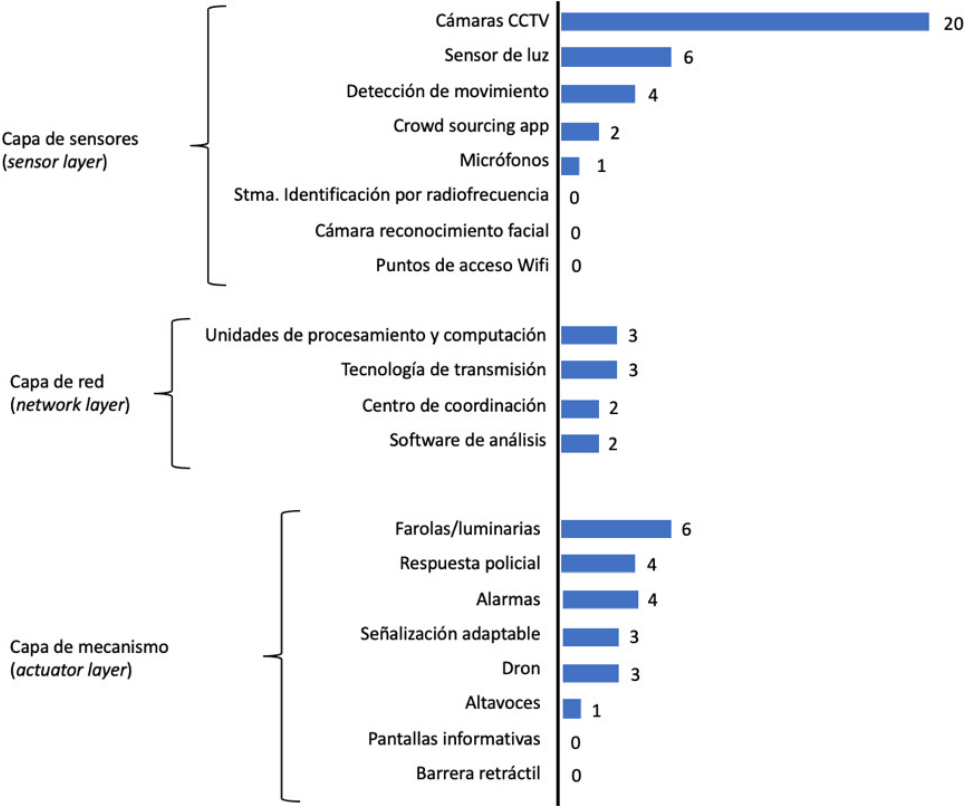 Cámaras CCTV 20
Sensor de luz 6
Detección de movimiento 4
Crowd sourcing app 2
Capa de sensores
(sensor layer)
Micrófonos 1
Stma. Identificación por radiofrecuencia 0
Cámara reconocimiento facial 0
Puntos de acceso Wifi 0
Unidades de procesamiento y computación 3
Tecnología de transmisión 3
Capa de red
(network layer)
Centro de coordinación 2
Software de análisis 2
Farolas/luminarias 6
Respuesta policial 4
Alarmas 4
Señalización adaptable 3
Capa de mecanismo
(actuator layer)
Dron 3
Altavoces 1
Pantallas informativas 0
Barrera retráctil 0